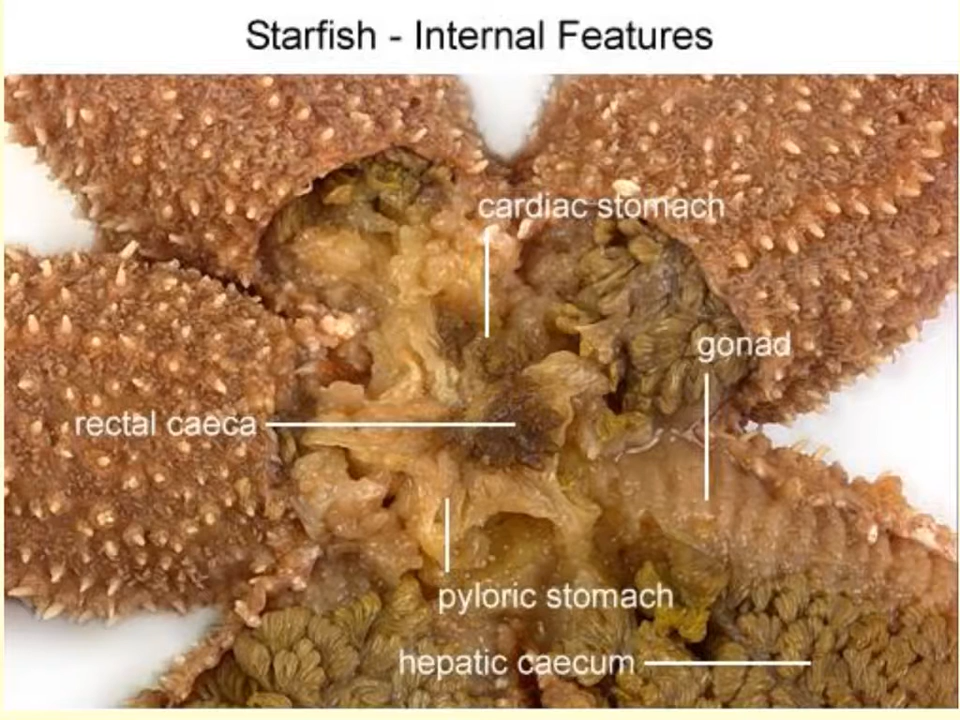 Starfish - Internal Features
cardiac stomach
gonad
rectal caeca
pyloric stomach
hepatic caecum